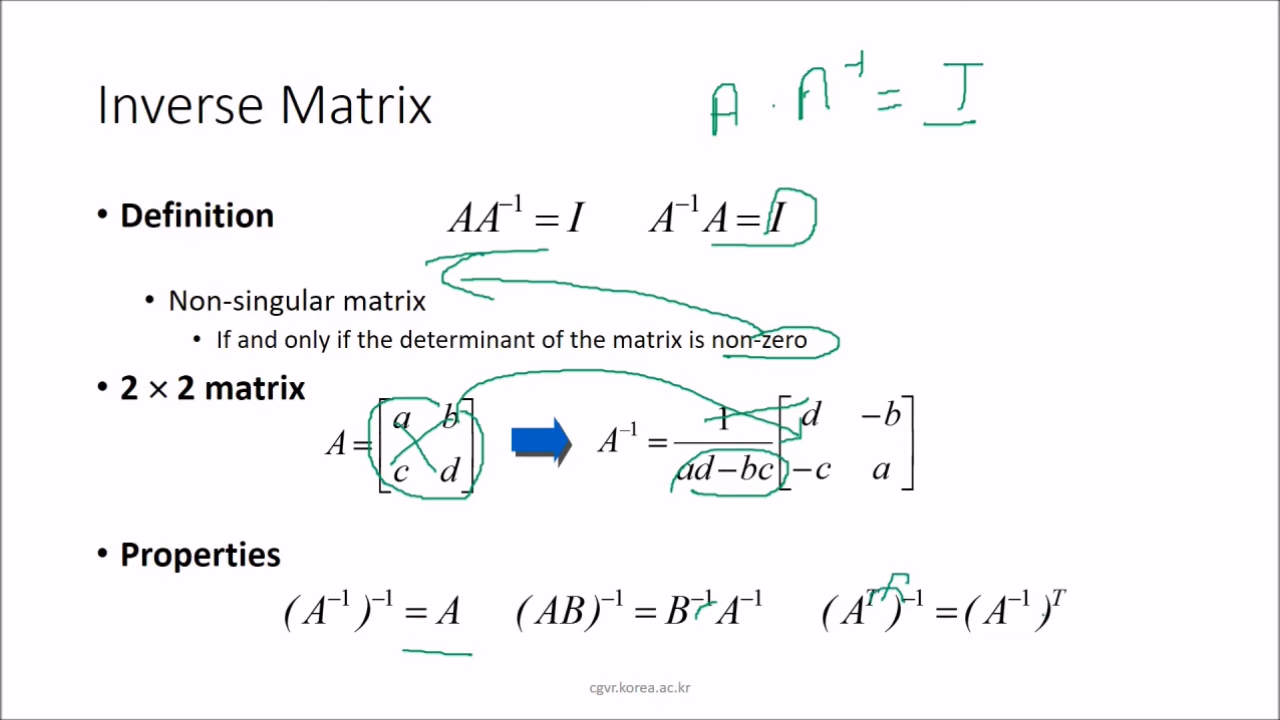 A · A⁻¹ = I
Inverse Matrix
• Definition AA⁻¹ = I A⁻¹A = I
• Non-singular matrix
• If and only if the determinant of the matrix is non-zero
• 2 × 2 matrix
A = [a b; c d] A⁻¹ = 1/(ad−bc) [d −b; −c a]
• Properties
(A⁻¹)⁻¹ = A (AB)⁻¹ = B⁻¹A⁻¹ (Aᵀ)⁻¹ = (A⁻¹)ᵀ
cgvr.korea.ac.kr